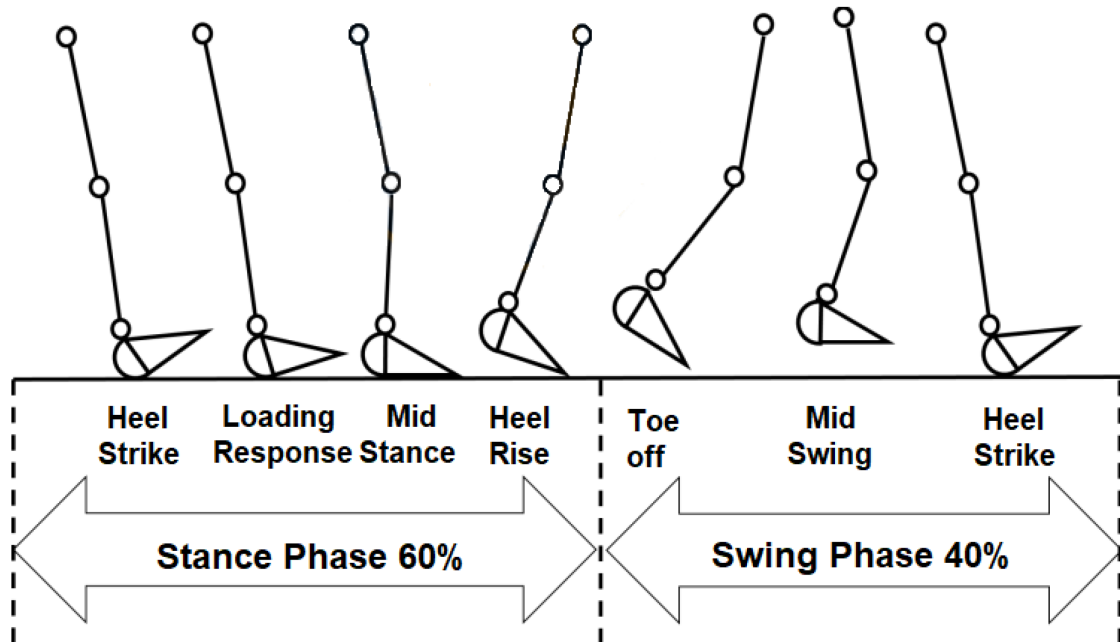 Heel
Strike
Loading
Response
Mid
Stance
Heel
Rise
Toe
off
Mid
Swing
Heel
Strike
Stance Phase 60%
Swing Phase 40%